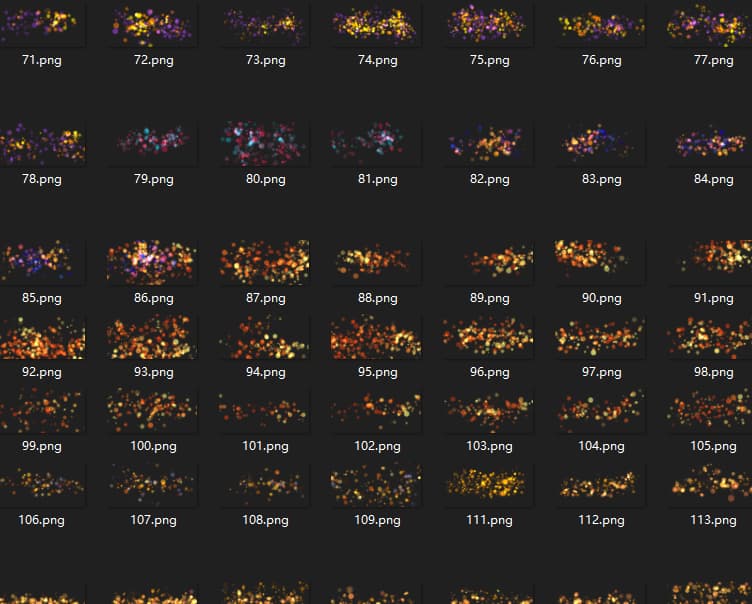 71.png 72.png 73.png 74.png 75.png 76.png 77.png
78.png 79.png 80.png 81.png 82.png 83.png 84.png
85.png 86.png 87.png 88.png 89.png 90.png 91.png
92.png 93.png 94.png 95.png 96.png 97.png 98.png
99.png 100.png 101.png 102.png 103.png 104.png 105.png
106.png 107.png 108.png 109.png 111.png 112.png 113.png